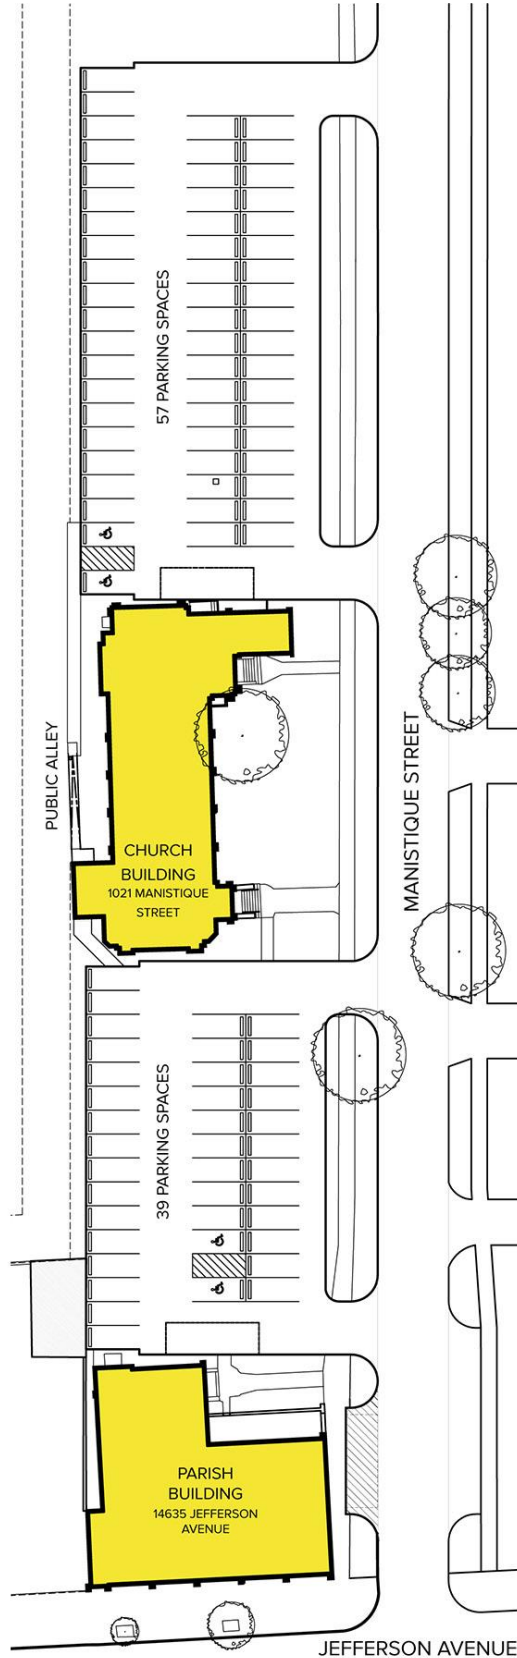 57 PARKING SPACES
PUBLIC ALLEY
MANISTIQUE STREET
CHURCH
BUILDING
1021 MANISTIQUE
STREET
39 PARKING SPACES
PARISH
BUILDING
14635 JEFFERSON
AVENUE
JEFFERSON AVENUE